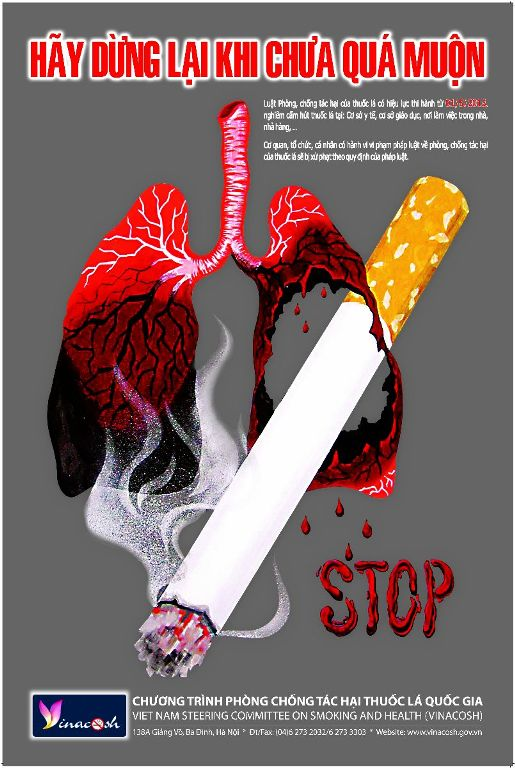 HÃY DỪNG LẠI KHI CHƯA QUÁ MUỘN
Luật Phòng, chống tác hại của thuốc lá có hiệu lực thi hành từ
nghiêm cấm hút thuốc lá tại: Cơ sở y tế, cơ sở giáo dục, nơi làm việc trong nhà,
nhà hàng, ...
Cơ quan, tổ chức, cá nhân có hành vi vi phạm pháp luật về phòng, chống tác hại
của thuốc lá sẽ bị xử phạt theo quy định của pháp luật.
STOP
Vinacosh
CHƯƠNG TRÌNH PHÒNG CHỐNG TÁC HẠI THUỐC LÁ QUỐC GIA
VIET NAM STEERING COMMITTEE ON SMOKING AND HEALTH (VINACOSH)
138A Giảng Võ, Ba Đình, Hà Nội * Đt/Fax: (04)6 273 2032/6 273 3303 * Website: www.vinacosh.gov.vn